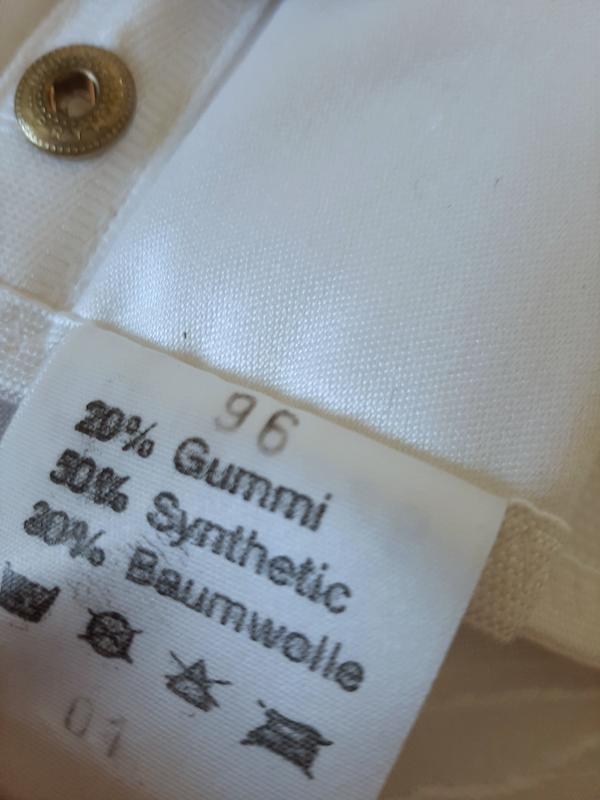 96
20% Gummi
50% Synthetic
30% Baumwolle
01